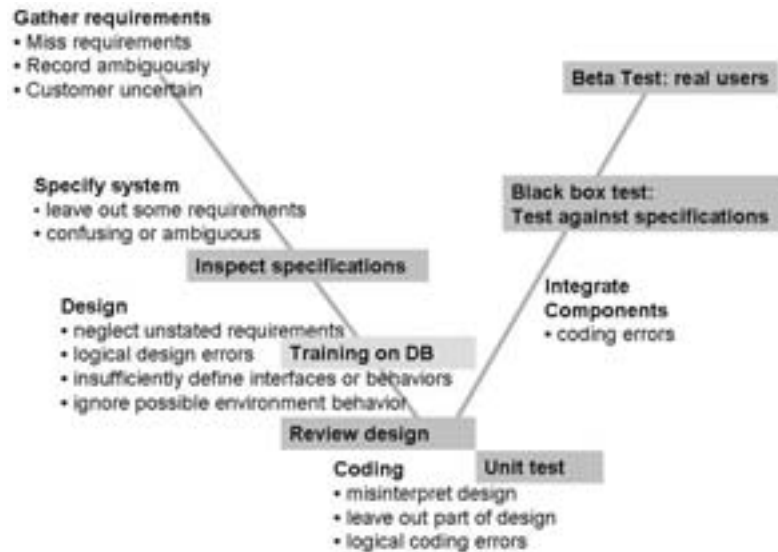 Gather requirements
• Miss requirements
• Record ambiguously
• Customer uncertain
Beta Test: real users
Specify system
• leave out some requirements
• confusing or ambiguous
Black box test:
Test against specifications
Inspect specifications
Integrate
Components
• coding errors
Design
• neglect unstated requirements
• logical design errors
Training on DB
• insufficiently define interfaces or behaviors
• ignore possible environment behavior
Review design
Unit test
Coding
• misinterpret design
• leave out part of design
• logical coding errors